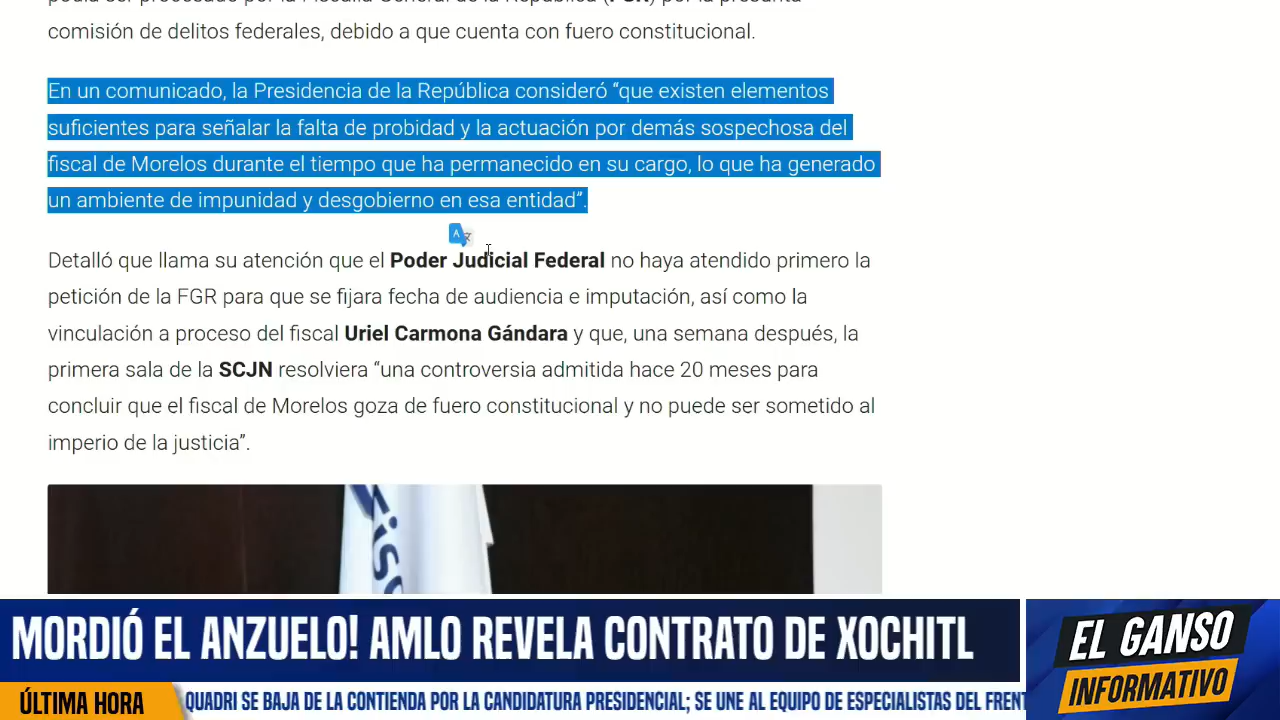 comisión de delitos federales, debido a que cuenta con fuero constitucional.
En un comunicado, la Presidencia de la República consideró “que existen elementos
suficientes para señalar la falta de probidad y la actuación por demás sospechosa del
fiscal de Morelos durante el tiempo que ha permanecido en su cargo, lo que ha generado
un ambiente de impunidad y desgobierno en esa entidad”.
Detalló que llama su atención que el Poder Judicial Federal no haya atendido primero la
petición de la FGR para que se fijara fecha de audiencia e imputación, así como la
vinculación a proceso del fiscal Uriel Carmona Gándara y que, una semana después, la
primera sala de la SCJN resolviera “una controversia admitida hace 20 meses para
concluir que el fiscal de Morelos goza de fuero constitucional y no puede ser sometido al
imperio de la justicia”.
MORDIÓ EL ANZUELO! AMLO REVELA CONTRATO DE XOCHITL
EL GANSO
INFORMATIVO
ÚLTIMA HORA
QUADRI SE BAJA DE LA CONTIENDA POR LA CANDIDATURA PRESIDENCIAL; SE UNE AL EQUIPO DE ESPECIALISTAS DEL FRENT